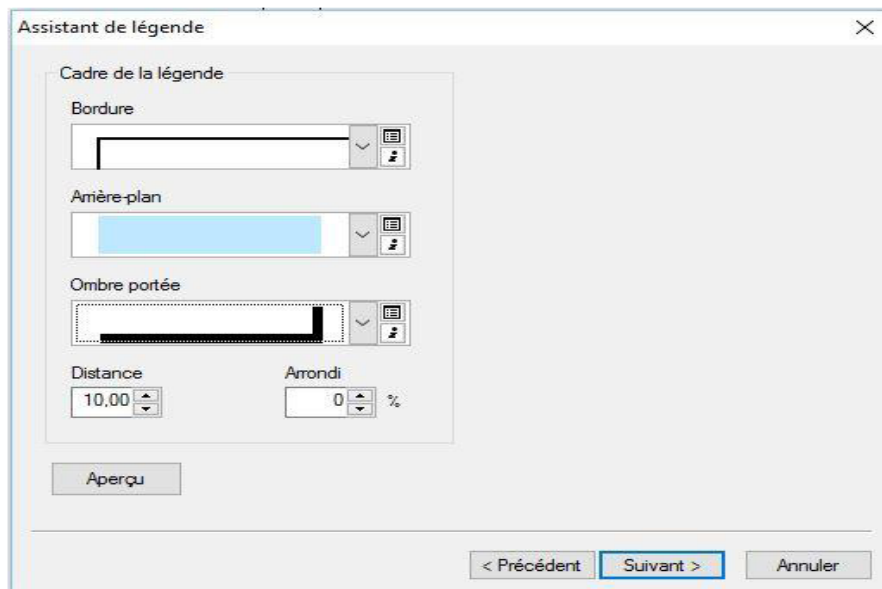 Assistant de légende
Cadre de la légende
Bordure
Arrière-plan
Ombre portée
Distance Arrondi
10,00 0 %
Aperçu
< Précédent Suivant > Annuler